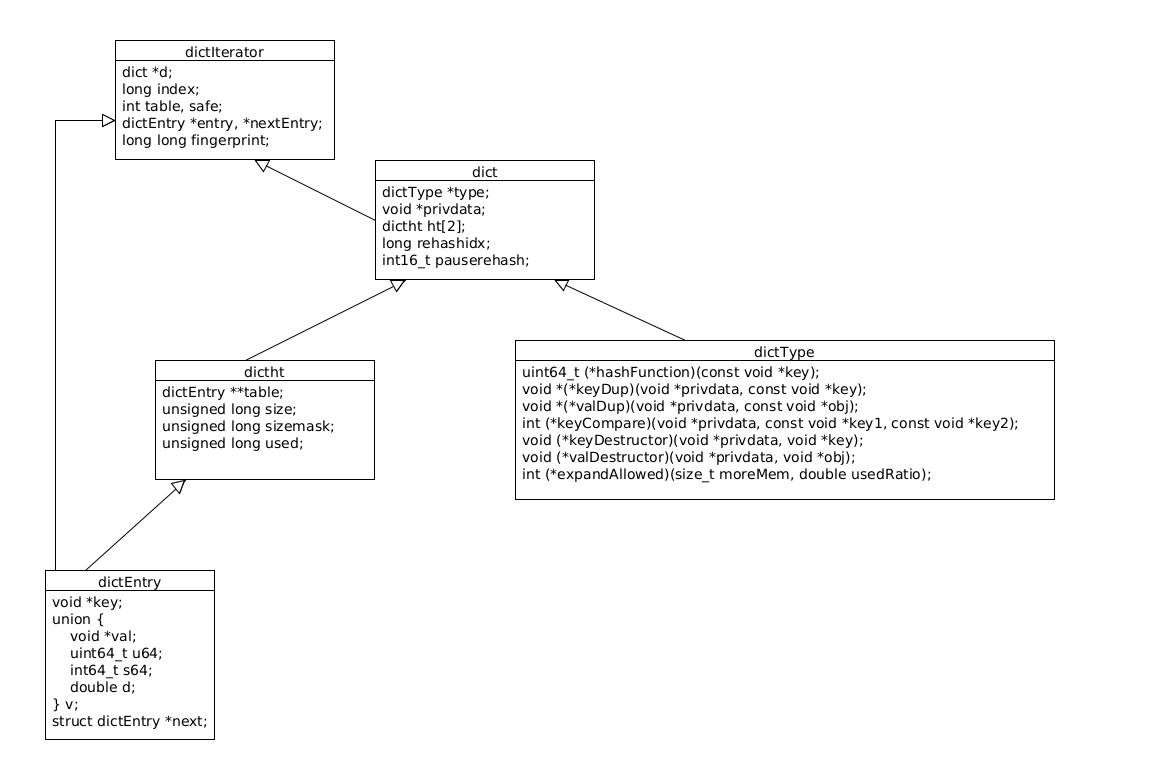 dictIterator
dict *d;
long index;
int table, safe;
dictEntry *entry, *nextEntry;
long long fingerprint;
dict
dictType *type;
void *privdata;
dictht ht[2];
long rehashidx;
int16_t pauserehash;
dictht
dictEntry **table;
unsigned long size;
unsigned long sizemask;
unsigned long used;
dictType
uint64_t (*hashFunction)(const void *key);
void *(*keyDup)(void *privdata, const void *key);
void *(*valDup)(void *privdata, const void *obj);
int (*keyCompare)(void *privdata, const void *key1, const void *key2);
void (*keyDestructor)(void *privdata, void *key);
void (*valDestructor)(void *privdata, void *obj);
int (*expandAllowed)(size_t moreMem, double usedRatio);
dictEntry
void *key;
union {
    void *val;
    uint64_t u64;
    int64_t s64;
    double d;
} v;
struct dictEntry *next;